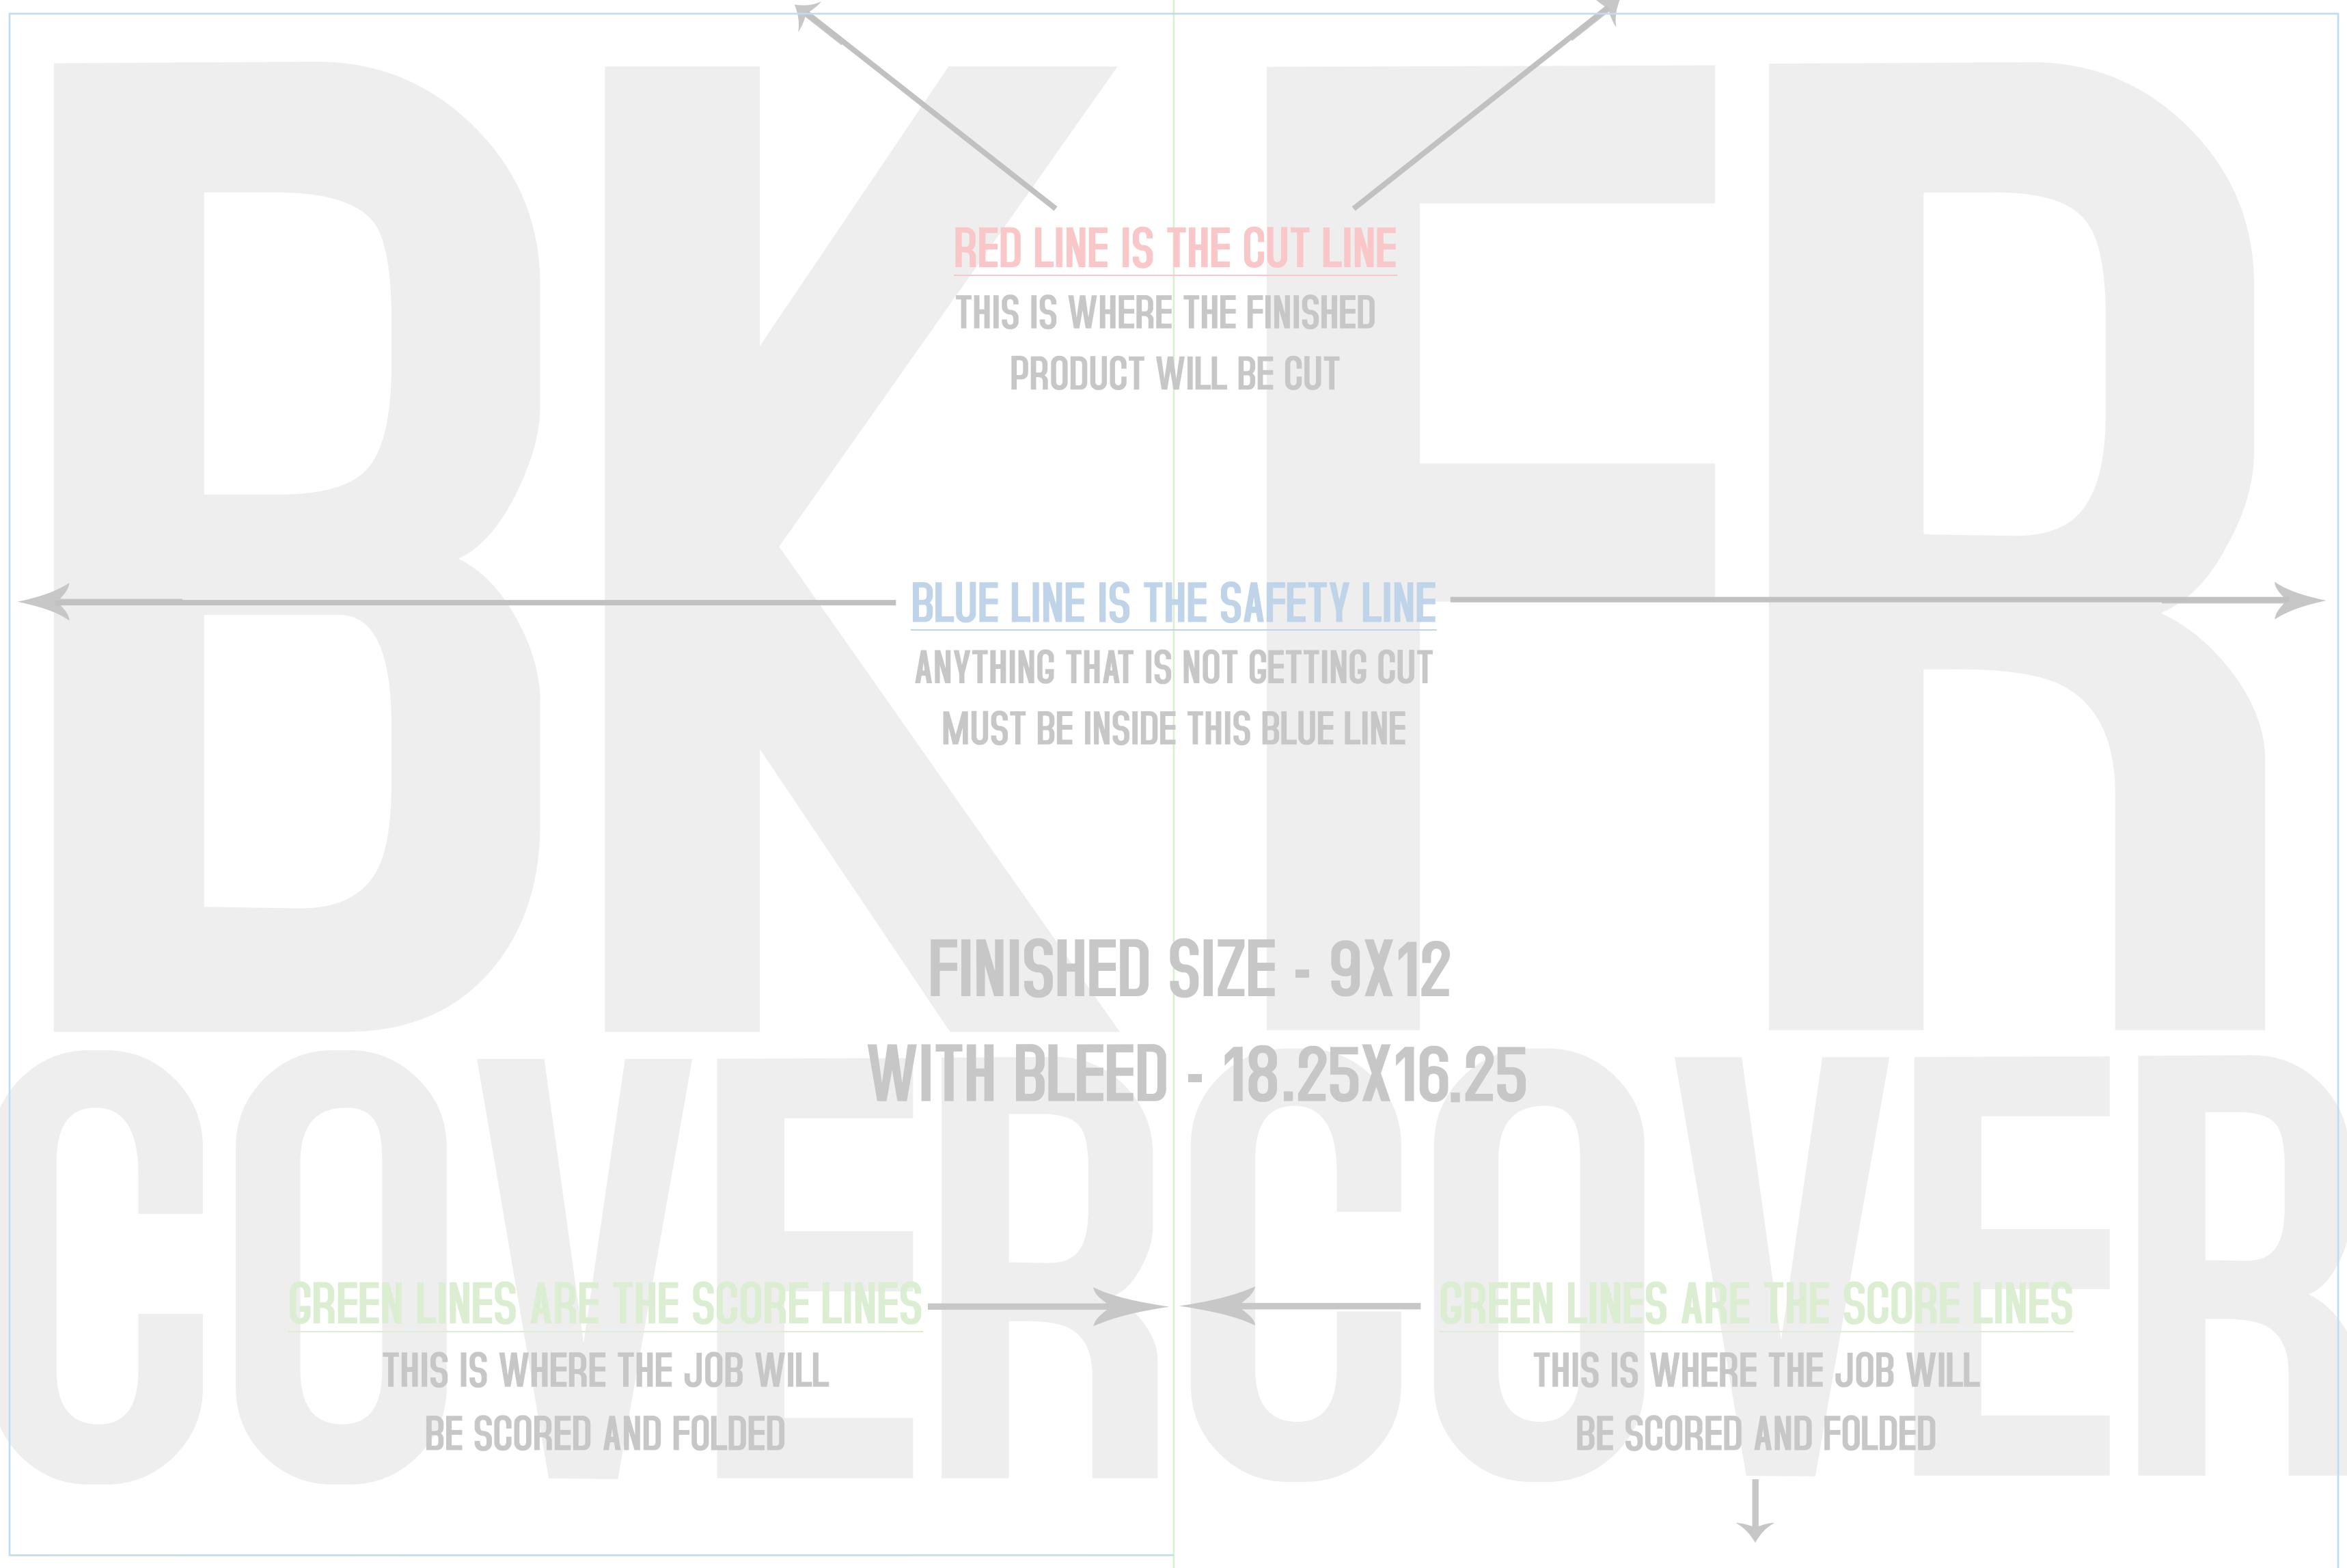 BK
FR
RED LINE IS THE CUT LINE
THIS IS WHERE THE FINISHED
PRODUCT WILL BE CUT
BLUE LINE IS THE SAFETY LINE
ANYTHING THAT IS NOT GETTING CUT
MUST BE INSIDE THIS BLUE LINE
FINISHED SIZE - 9X12
WITH BLEED - 18.25X16.25
COVER
COVER
GREEN LINES ARE THE SCORE LINES
THIS IS WHERE THE JOB WILL
BE SCORED AND FOLDED
GREEN LINES ARE THE SCORE LINES
THIS IS WHERE THE JOB WILL
BE SCORED AND FOLDED